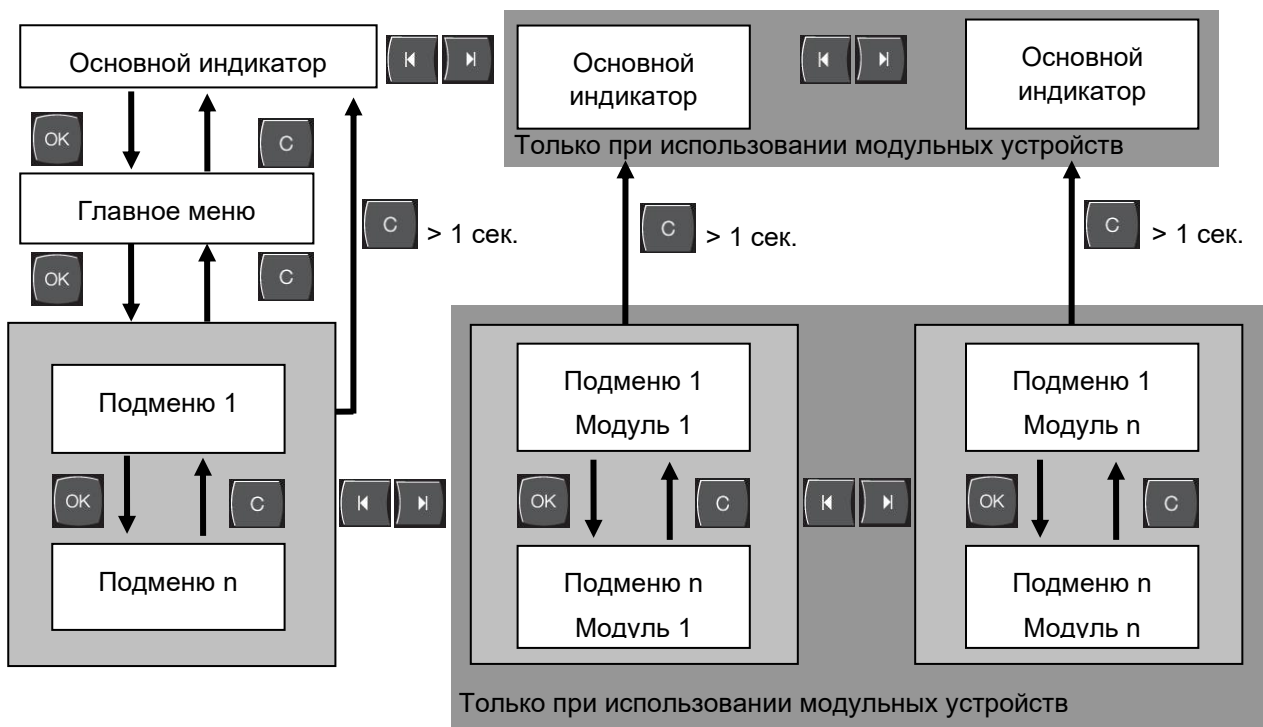 Основной индикатор
Основной
индикатор
Основной
индикатор
Только при использовании модульных устройств
OK
C
Главное меню
C
> 1 сек.
C
> 1 сек.
C
> 1 сек.
OK
C
Подменю 1
Подменю 1
Модуль 1
Подменю 1
Модуль n
OK
C
OK
C
OK
C
Подменю n
Подменю n
Модуль 1
Подменю n
Модуль n
Только при использовании модульных устройств